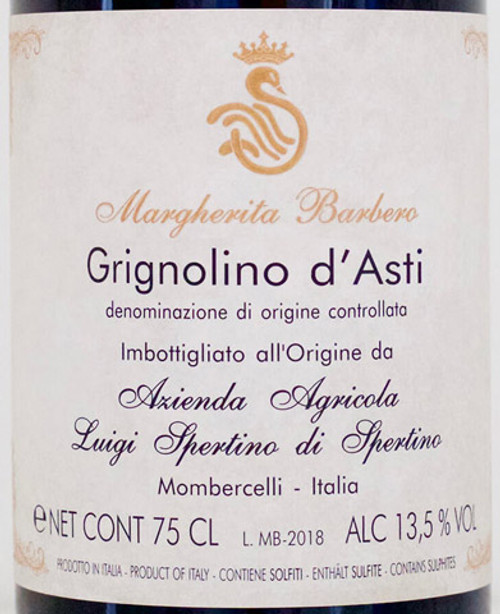 Margherita Barbero
Grignolino d'Asti
denominazione di origine controllata
Imbottigliato all'Origine da
Azienda Agricola
Luigi Spertino di Spertino
Mombercelli - Italia
℮ NET CONT 75 CL L. MB-2018 ALC 13,5 % VOL
PRODOTTO IN ITALIA - PRODUCT OF ITALY - CONTIENE SOLFITI - ENTHÄLT SULFITE - CONTAINS SULPHITES